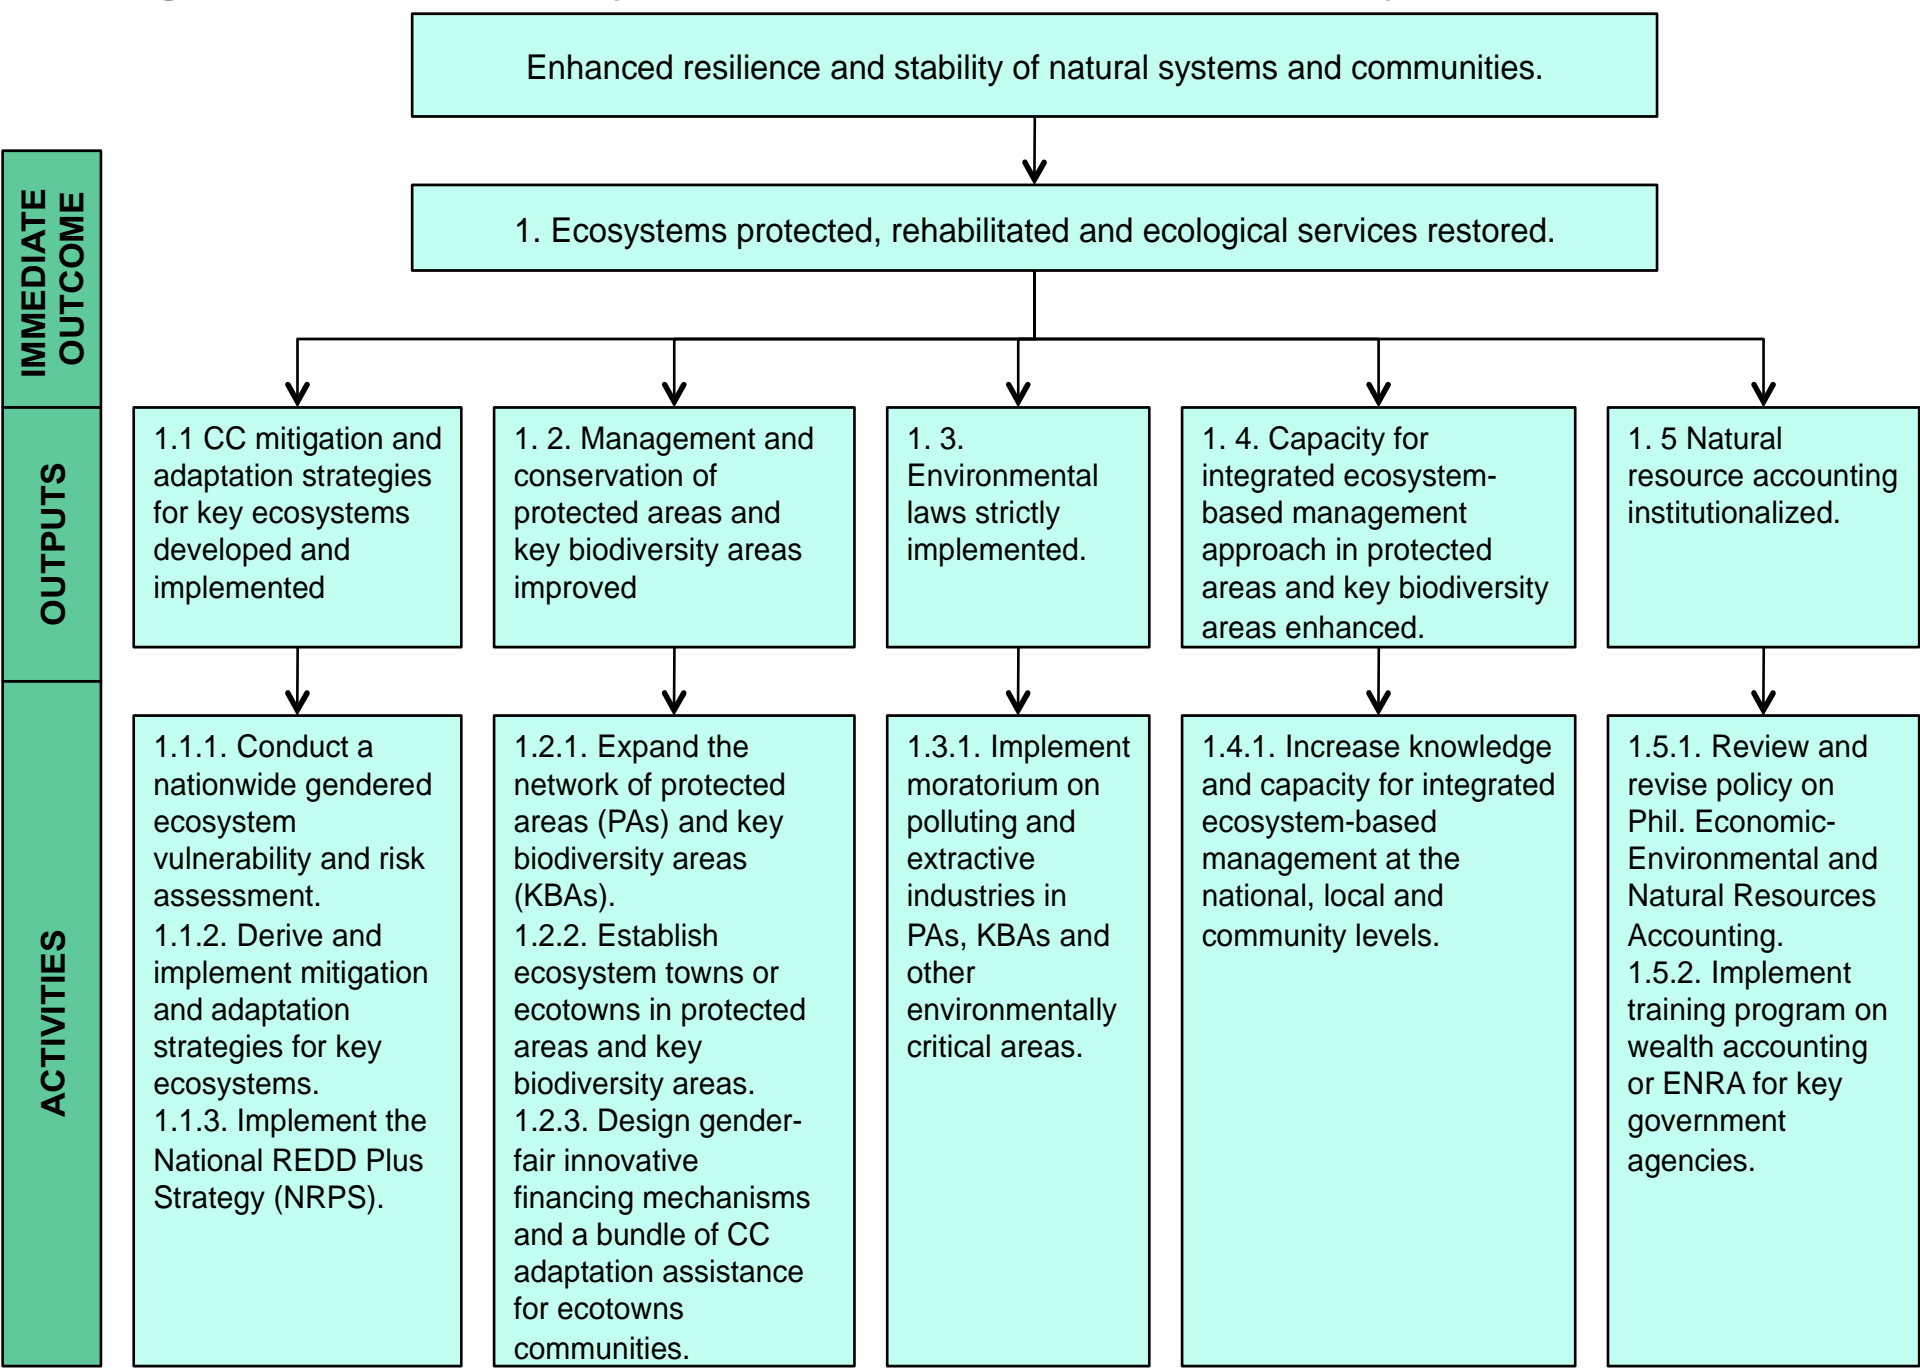 Enhanced resilience and stability of natural systems and communities.
IMMEDIATE
OUTCOME
1. Ecosystems protected, rehabilitated and ecological services restored.
OUTPUTS
1.1 CC mitigation and
adaptation strategies
for key ecosystems
developed and
implemented
1. 2. Management and
conservation of
protected areas and
key biodiversity areas
improved
1. 3.
Environmental
laws strictly
implemented.
1. 4. Capacity for
integrated ecosystem-
based management
approach in protected
areas and key biodiversity
areas enhanced.
1. 5 Natural
resource accounting
institutionalized.
ACTIVITIES
1.1.1. Conduct a
nationwide gendered
ecosystem
vulnerability and risk
assessment.
1.1.2. Derive and
implement mitigation
and adaptation
strategies for key
ecosystems.
1.1.3. Implement the
National REDD Plus
Strategy (NRPS).
1.2.1. Expand the
network of protected
areas (PAs) and key
biodiversity areas
(KBAs).
1.2.2. Establish
ecosystem towns or
ecotowns in protected
areas and key
biodiversity areas.
1.2.3. Design gender-
fair innovative
financing mechanisms
and a bundle of CC
adaptation assistance
for ecotowns
communities.
1.3.1. Implement
moratorium on
polluting and
extractive
industries in
PAs, KBAs and
other
environmentally
critical areas.
1.4.1. Increase knowledge
and capacity for integrated
ecosystem-based
management at the
national, local and
community levels.
1.5.1. Review and
revise policy on
Phil. Economic-
Environmental and
Natural Resources
Accounting.
1.5.2. Implement
training program on
wealth accounting
or ENRA for key
government
agencies.